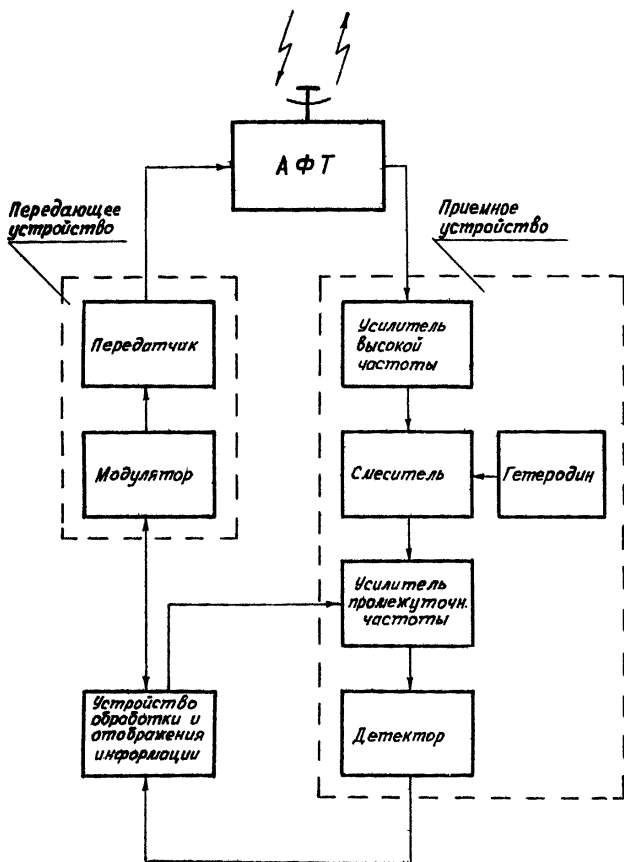 АФТ
Передающее
устройство
Приемное
устройство
Передатчик
Усилитель
высокой
частоты
Модулятор
Смеситель
Гетеродин
Усилитель
промежуточн.
частоты
Устройство
обработки и
отображения
информации
Детектор